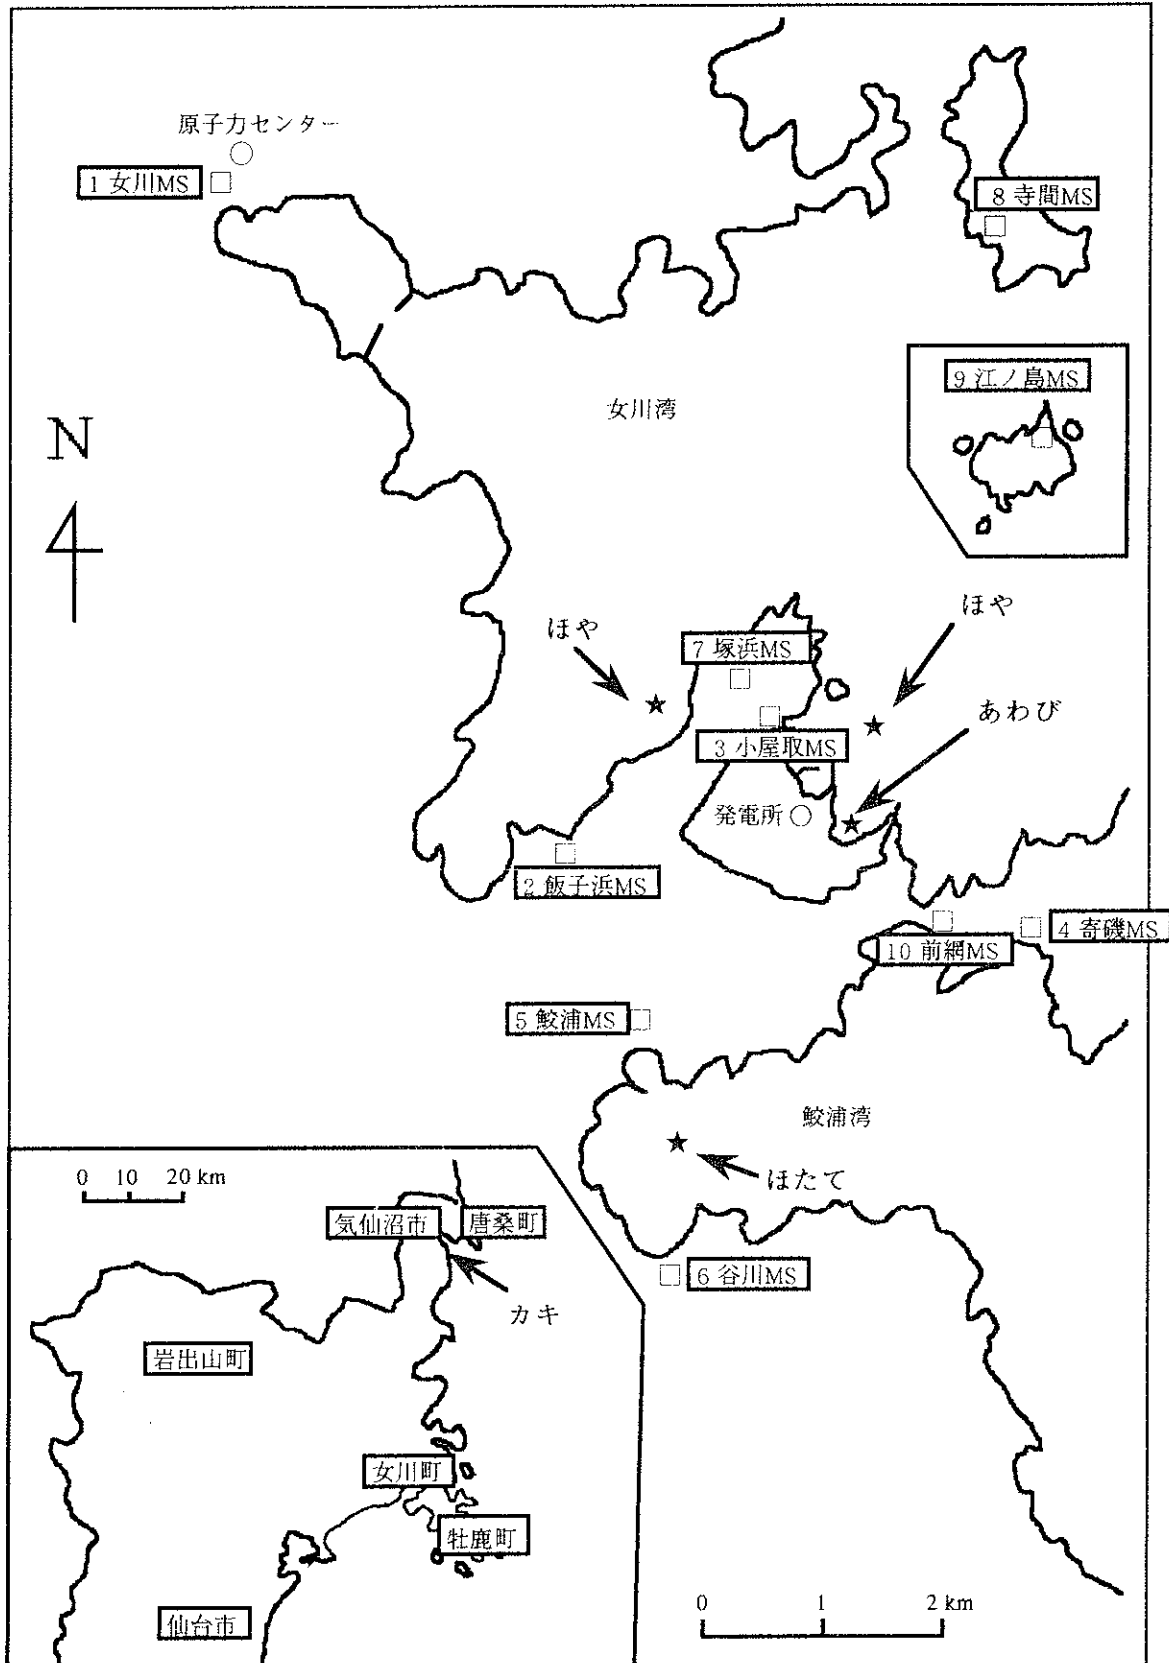 原子力センター
1 女川MS
8 寺間MS
9 江ノ島MS
女川湾
N
ほや
ほや
7 塚浜MS
あわび
3 小屋取MS
発電所
2 飯子浜MS
4 寄磯MS
10 前網MS
5 鮫浦MS
鮫浦湾
ほたて
6 谷川MS
0 10 20 km
気仙沼市
唐桑町
カキ
岩出山町
女川町
牡鹿町
仙台市
0 1 2 km